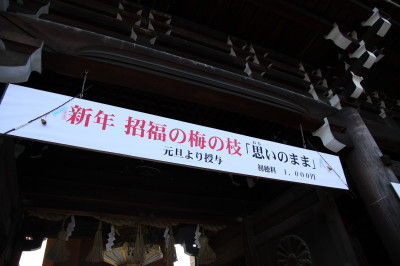 新年 招福の梅の枝「思いのまま」
元旦より授与 初穂料 1,000円